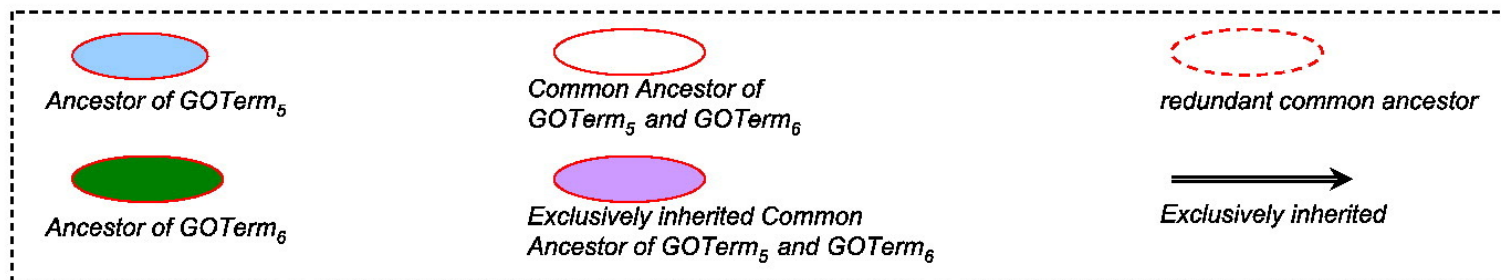 Ancestor of GOTerm5
Common Ancestor of
GOTerm5 and GOTerm6
redundant common ancestor
Ancestor of GOTerm6
Exclusively inherited Common
Ancestor of GOTerm5 and GOTerm6
Exclusively inherited